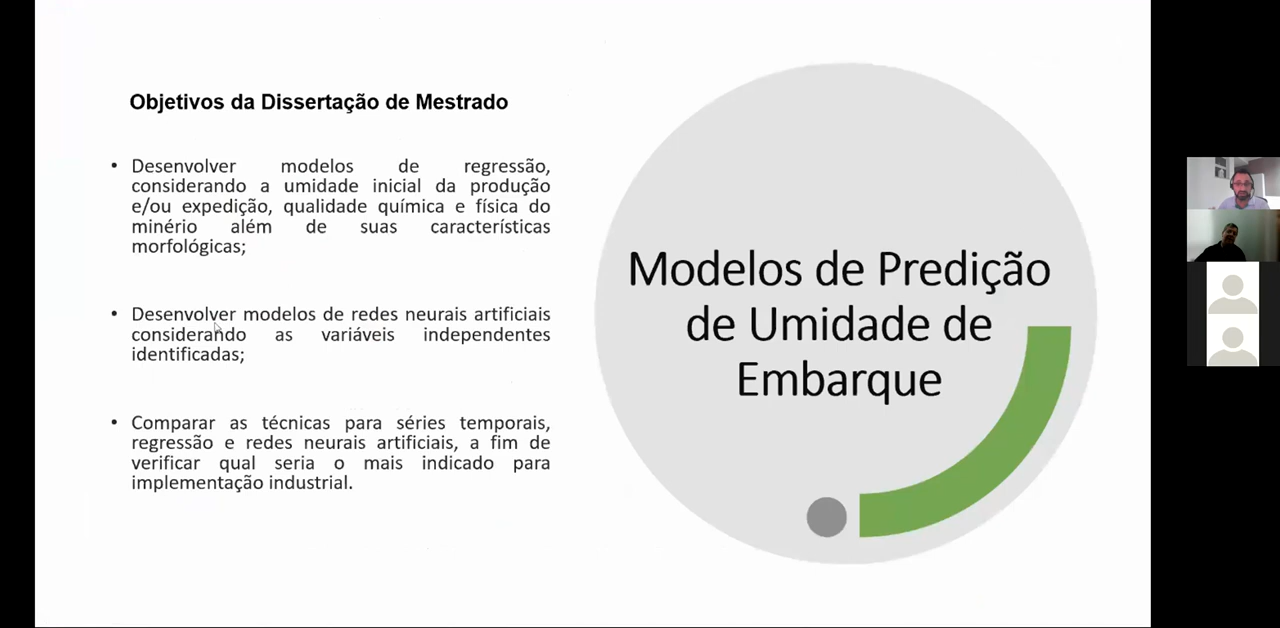 Objetivos da Dissertação de Mestrado
• Desenvolver modelos de regressão,
considerando a umidade inicial da produção
e/ou expedição, qualidade química e física do
minério além de suas características
morfológicas;
• Desenvolver modelos de redes neurais artificiais
considerando as variáveis independentes
identificadas;
• Comparar as técnicas para séries temporais,
regressão e redes neurais artificiais, a fim de
verificar qual seria o mais indicado para
implementação industrial.
Modelos de Predição
de Umidade de
Embarque